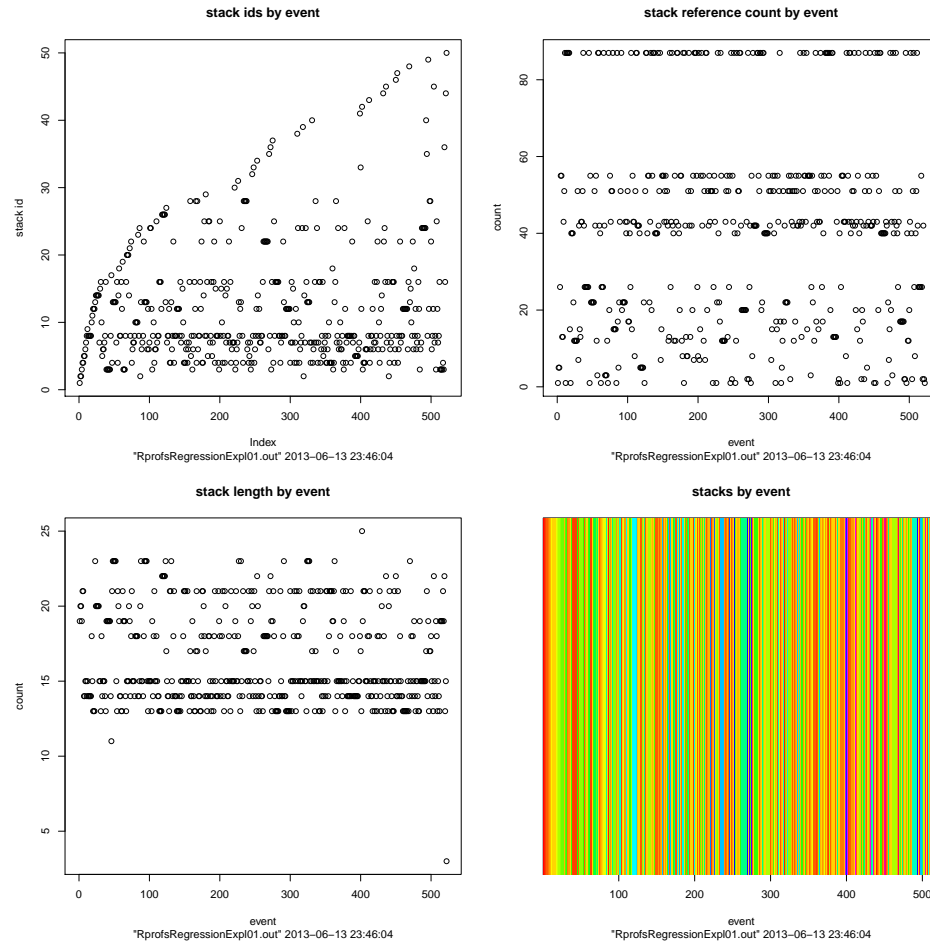 stack ids by event
stack id
0 10 20 30 40 50
0 100 200 300 400 500
Index
"RprofsRegressionExpl01.out" 2013−06−13 23:46:04
stack reference count by event
count
0 20 40 60 80
0 100 200 300 400 500
event
"RprofsRegressionExpl01.out" 2013−06−13 23:46:04
stack length by event
count
5 10 15 20 25
0 100 200 300 400 500
event
"RprofsRegressionExpl01.out" 2013−06−13 23:46:04
stacks by event
100 200 300 400 500
event
"RprofsRegressionExpl01.out" 2013−06−13 23:46:04